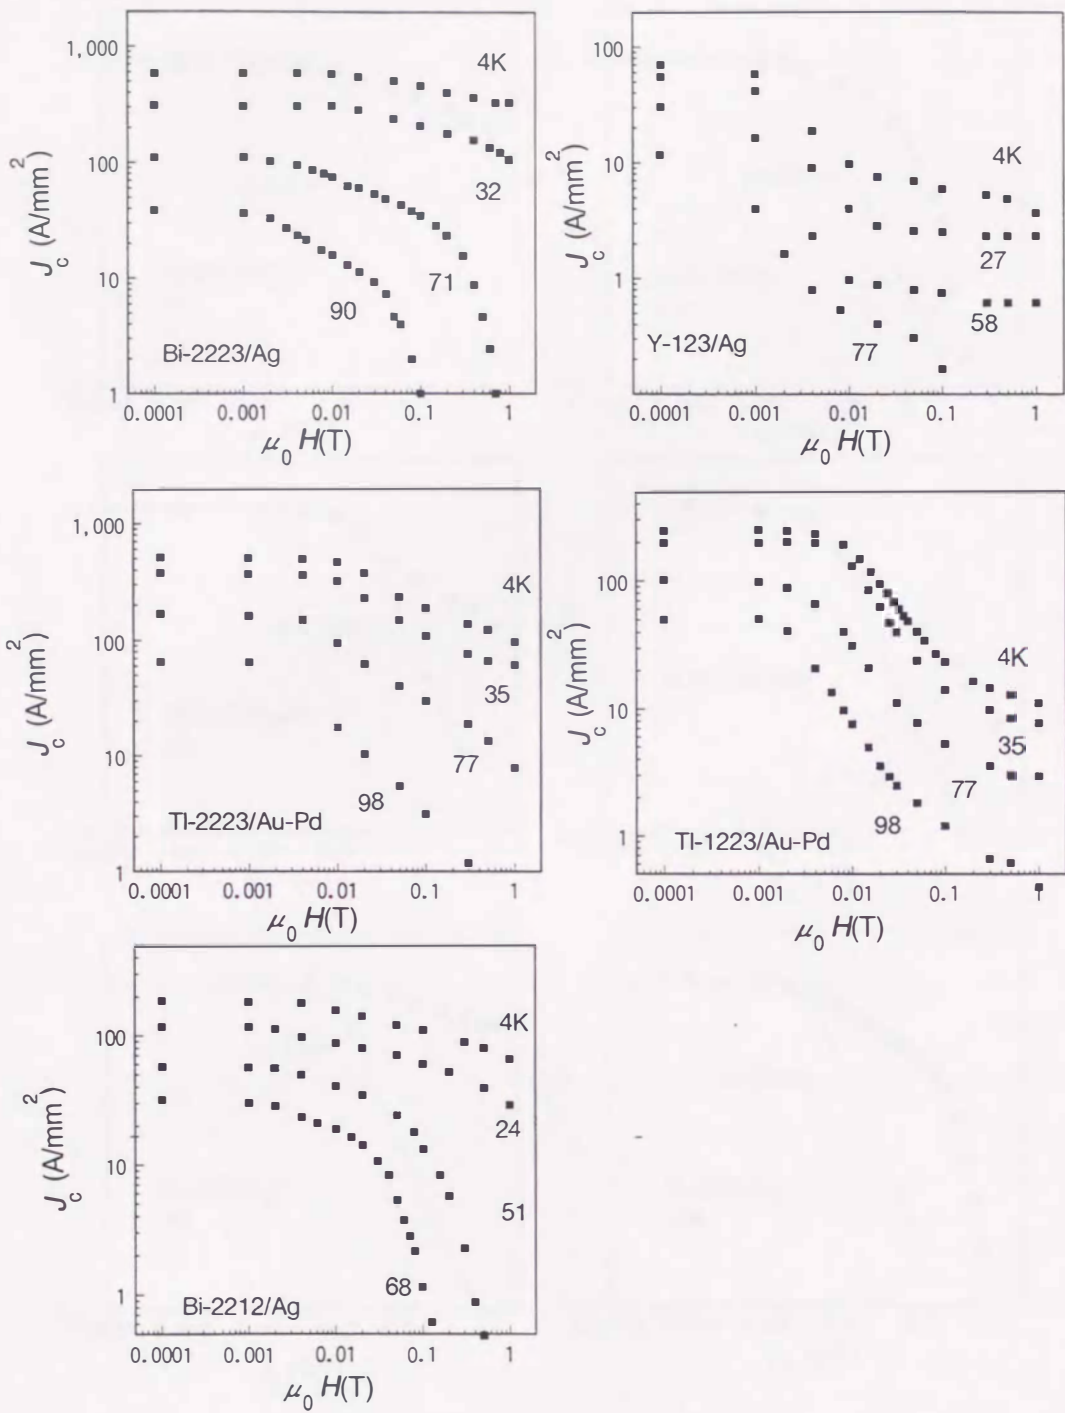 1,000
100
10
1
J_c (A/mm^2)
4K
32
71
90
Bi-2223/Ag
0.0001 0.001 0.01 0.1 1
μ_0 H(T)
100
10
1
J_c (A/mm^2)
4K
27
58
77
Y-123/Ag
0.0001 0.001 0.01 0.1 1
μ_0 H(T)
1,000
100
10
1
J_c (A/mm^2)
4K
35
77
98
Tl-2223/Au-Pd
0.0001 0.001 0.01 0.1 1
μ_0 H(T)
100
10
1
J_c (A/mm^2)
4K
35
77
98
Tl-1223/Au-Pd
0.0001 0.001 0.01 0.1 1
μ_0 H(T)
100
10
1
J_c (A/mm^2)
4K
24
51
68
Bi-2212/Ag
0.0001 0.001 0.01 0.1 1
μ_0 H(T)